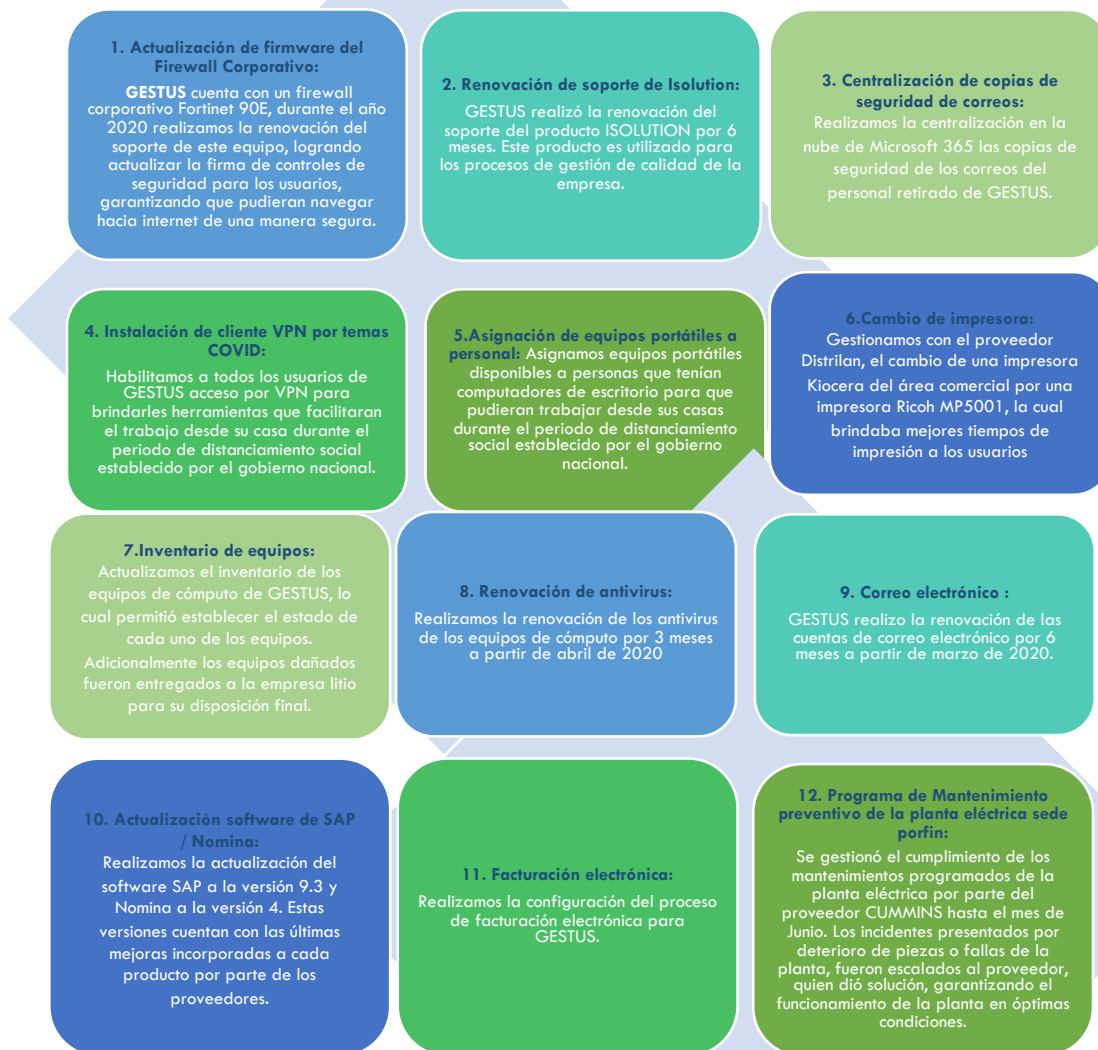 1. Actualización de firmware del
Firewall Corporativo:
GESTUS cuenta con un firewall
corporativo Fortinet 90E, durante el año
2020 realizamos la renovación del
soporte de este equipo, logrando
actualizar la firma de controles de
seguridad para los usuarios,
garantizando que pudieran navegar
hacia internet de una manera segura.
2. Renovación de soporte de Isolution:
GESTUS realizó la renovación del
soporte del producto ISOLUTION por 6
meses. Este producto es utilizado para
los procesos de gestión de calidad de la
empresa.
3. Centralización de copias de
seguridad de correos:
Realizamos la centralización en la
nube de Microsoft 365 las copias de
seguridad de los correos del
personal retirado de GESTUS.
4. Instalación de cliente VPN por temas
COVID:
Habilitamos a todos los usuarios de
GESTUS acceso por VPN para
brindarles herramientas que facilitaran
el trabajo desde su casa durante el
periodo de distanciamiento social
establecido por el gobierno nacional.
5.Asignación de equipos portátiles a
personal: Asignamos equipos portátiles
disponibles a personas que tenían
computadores de escritorio para que
pudieran trabajar desde sus casas
durante el periodo de distanciamiento
social establecido por el gobierno
nacional.
6.Cambio de impresora:
Gestionamos con el proveedor
Distrilan, el cambio de una impresora
Kiocera del área comercial por una
impresora Ricoh MP5001, la cual
brindaba mejores tiempos de
impresión a los usuarios
7.Inventario de equipos:
Actualizamos el inventario de los
equipos de cómputo de GESTUS, lo
cual permitió establecer el estado de
cada uno de los equipos.
Adicionalmente los equipos dañados
fueron entregados a la empresa litio
para su disposición final.
8. Renovación de antivirus:
Realizamos la renovación de los antivirus
de los equipos de cómputo por 3 meses
a partir de abril de 2020
9. Correo electrónico :
GESTUS realizo la renovación de las
cuentas de correo electrónico por 6
meses a partir de marzo de 2020.
10. Actualización software de SAP
/ Nomina:
Realizamos la actualización del
software SAP a la versión 9.3 y
Nomina a la versión 4. Estas
versiones cuentan con las últimas
mejoras incorporadas a cada
producto por parte de los
proveedores.
11. Facturación electrónica:
Realizamos la configuración del proceso
de facturación electrónica para
GESTUS.
12. Programa de Mantenimiento
preventivo de la planta eléctrica sede
porfin:
Se gestionó el cumplimiento de los
mantenimientos programados de la
planta eléctrica por parte del
proveedor CUMMINS hasta el mes de
Junio. Los incidentes presentados por
deterioro de piezas o fallas de la
planta, fueron escalados al proveedor,
quien dió solución, garantizando el
funcionamiento de la planta en óptimas
condiciones.